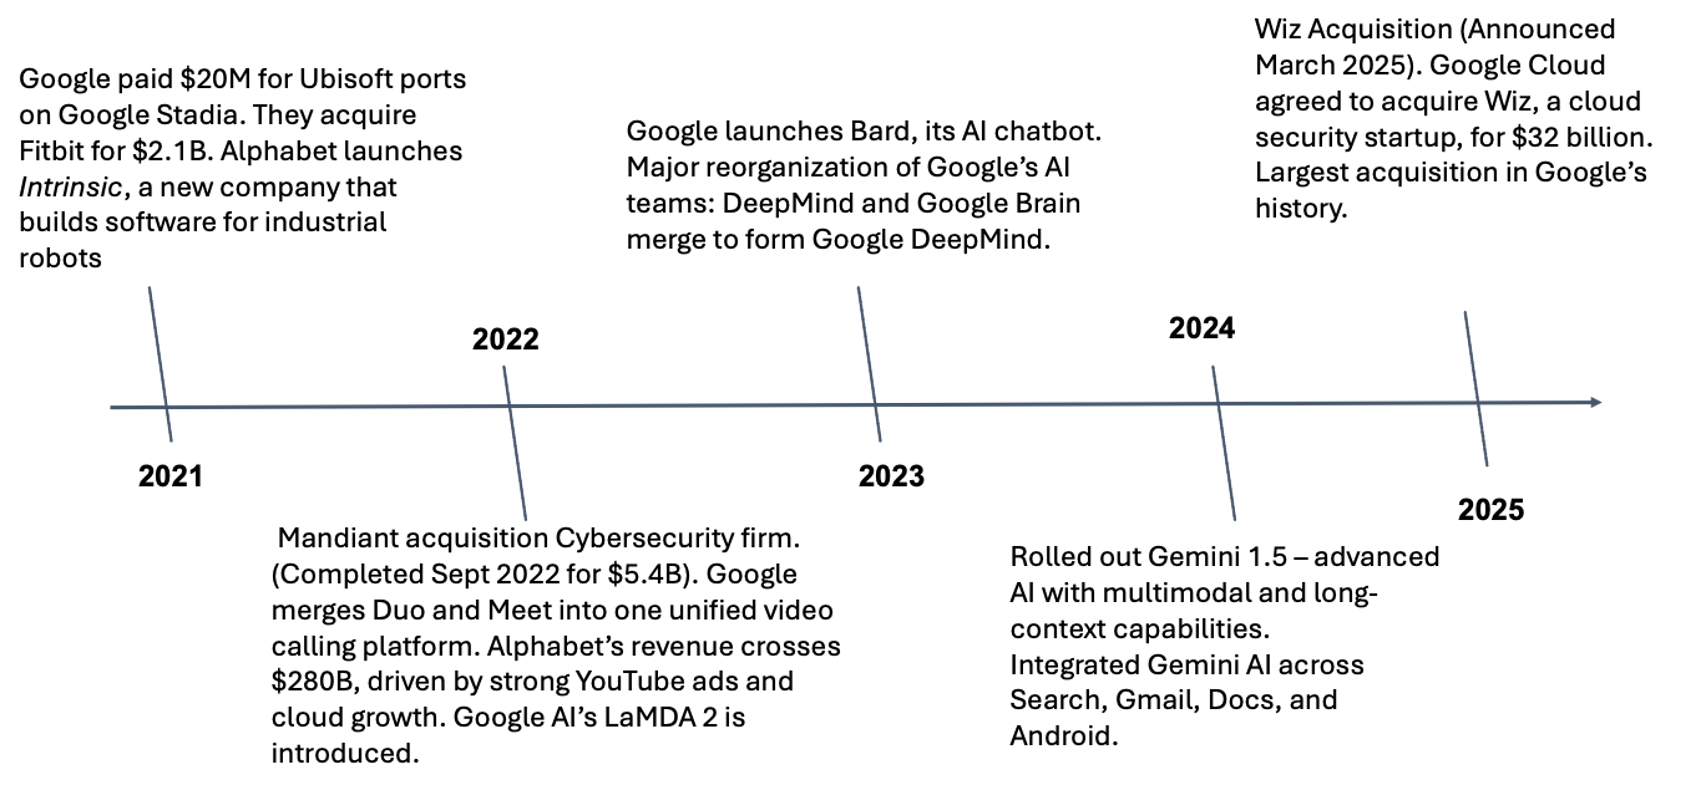 Google paid $20M for Ubisoft ports
on Google Stadia. They acquire
Fitbit for $2.1B. Alphabet launches
Intrinsic, a new company that
builds software for industrial
robots
2021
2022
Mandiant acquisition Cybersecurity firm.
(Completed Sept 2022 for $5.4B). Google
merges Duo and Meet into one unified video
calling platform. Alphabet’s revenue crosses
$280B, driven by strong YouTube ads and
cloud growth. Google AI’s LaMDA 2 is
introduced.
Google launches Bard, its AI chatbot.
Major reorganization of Google’s AI
teams: DeepMind and Google Brain
merge to form Google DeepMind.
2023
2024
Rolled out Gemini 1.5 – advanced
AI with multimodal and long-
context capabilities.
Integrated Gemini AI across
Search, Gmail, Docs, and
Android.
Wiz Acquisition (Announced
March 2025). Google Cloud
agreed to acquire Wiz, a cloud
security startup, for $32 billion.
Largest acquisition in Google’s
history.
2025